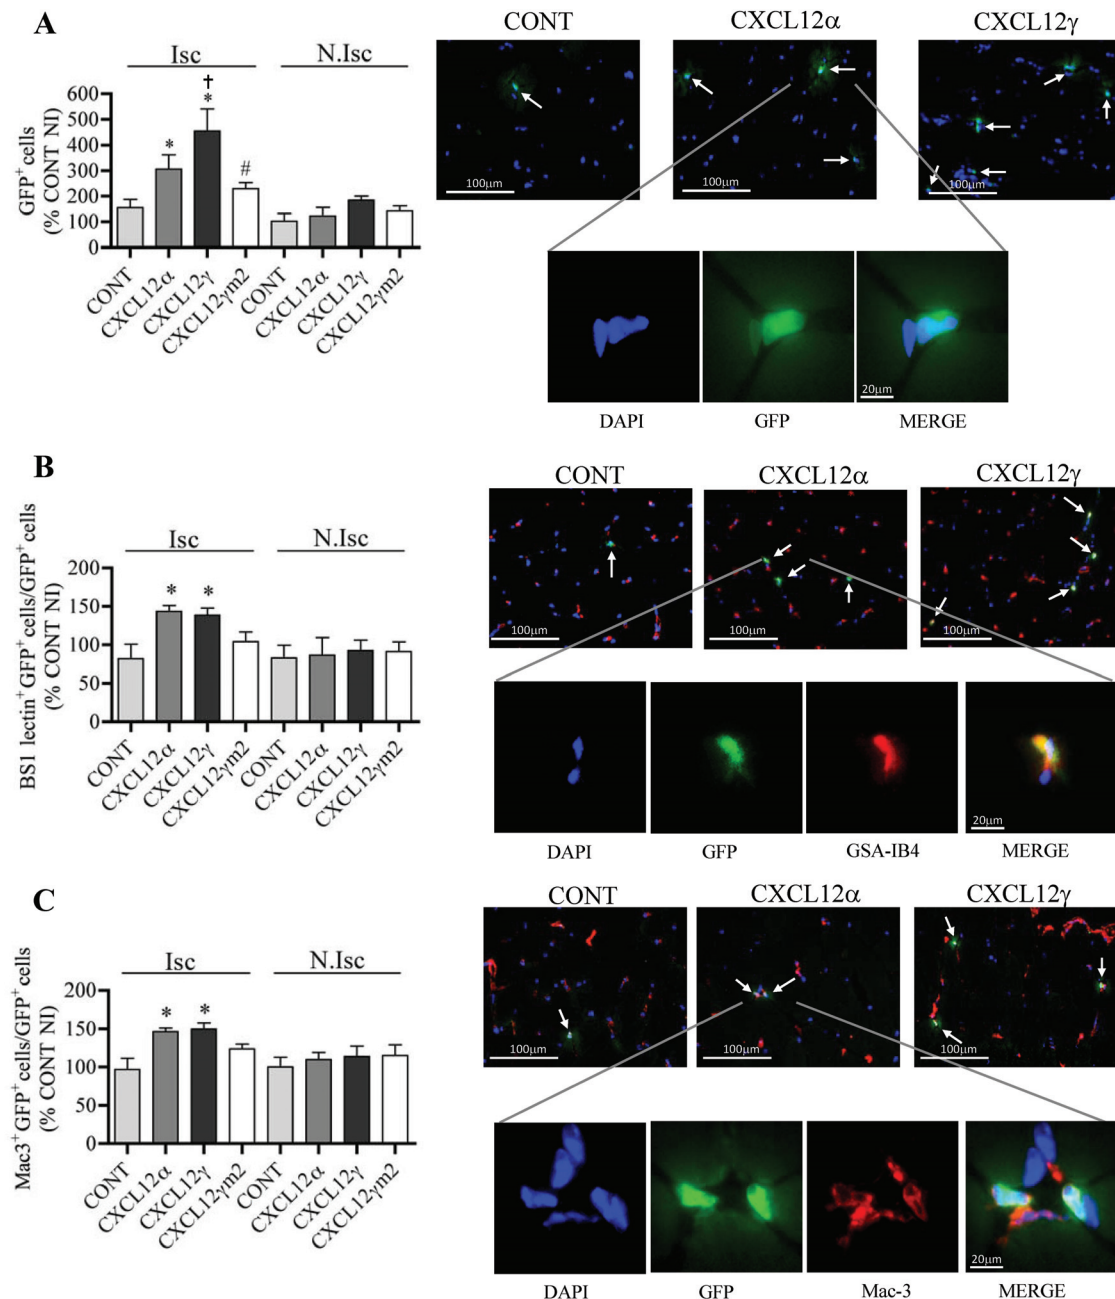 A
Isc
N.Isc
GFP+ cells
(% CONT NI)
600
500
400
300
200
100
0
CONT
CXCL12α
CXCL12γ
CXCL12γm2
CONT
CXCL12α
CXCL12γ
CXCL12γm2
*
†
*
#
CONT
CXCL12α
CXCL12γ
100μm
100μm
100μm
20μm
DAPI
GFP
MERGE
B
Isc
N.Isc
BS1 lectin+ GFP+ cells/GFP+ cells
(% CONT NI)
200
150
100
50
0
*
*
CONT
CXCL12α
CXCL12γ
CXCL12γm2
CONT
CXCL12α
CXCL12γ
CXCL12γm2
CONT
CXCL12α
CXCL12γ
100μm
100μm
100μm
20μm
DAPI
GFP
GSA-IB4
MERGE
C
Isc
N.Isc
Mac3+ GFP+ cells/GFP+ cells
(% CONT NI)
200
150
100
50
0
*
*
CONT
CXCL12α
CXCL12γ
CXCL12γm2
CONT
CXCL12α
CXCL12γ
CXCL12γm2
CONT
CXCL12α
CXCL12γ
100μm
100μm
100μm
20μm
DAPI
GFP
Mac-3
MERGE